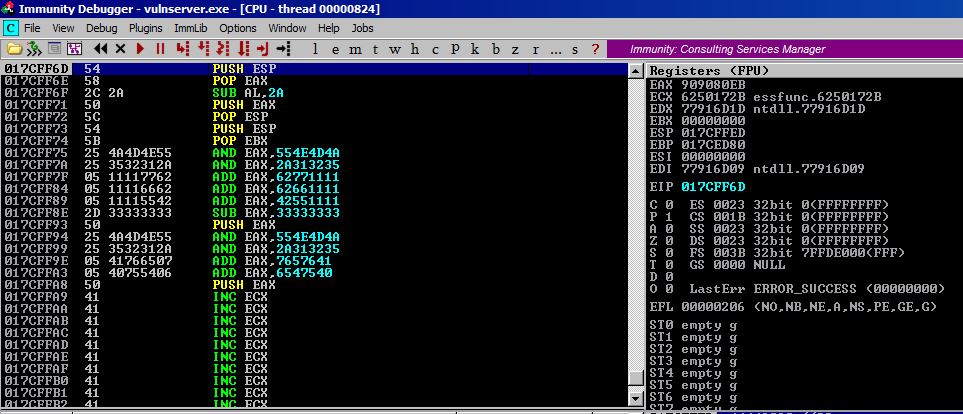 Immunity Debugger - vulnserver.exe - [CPU - thread 00000824]
C File View Debug Plugins ImmLib Options Window Help Jobs
l e m t w h c p k b z r ... s ? Immunity: Consulting Services Manager
017CFF6D 54 PUSH ESP
017CFF6E 58 POP EAX
017CFF6F 2C 2A SUB AL,2A
017CFF71 50 PUSH EAX
017CFF72 5C POP ESP
017CFF73 54 PUSH ESP
017CFF74 5B POP EBX
017CFF75 25 4A4D4E55 AND EAX,554E4D4A
017CFF7A 25 3532312A AND EAX,2A313235
017CFF7F 05 11117762 ADD EAX,62771111
017CFF84 05 11116662 ADD EAX,62661111
017CFF89 05 11115542 ADD EAX,42551111
017CFF8E 2D 33333333 SUB EAX,33333333
017CFF93 50 PUSH EAX
017CFF94 25 4A4D4E55 AND EAX,554E4D4A
017CFF99 25 3532312A AND EAX,2A313235
017CFF9E 05 41766507 ADD EAX,7657641
017CFFA3 05 40755406 ADD EAX,6547540
017CFFA8 50 PUSH EAX
017CFFA9 41 INC ECX
017CFFAA 41 INC ECX
017CFFAB 41 INC ECX
017CFFAC 41 INC ECX
017CFFAD 41 INC ECX
017CFFAE 41 INC ECX
017CFFAF 41 INC ECX
017CFFB0 41 INC ECX
017CFFB1 41 INC ECX
017CFFB2 41 INC ECX
Registers (FPU)
EAX 909080EB
ECX 6250172B essfunc.6250172B
EDX 77916D1D ntdll.77916D1D
EBX 00000000
ESP 017CFFED
EBP 017CED80
ESI 00000000
EDI 77916D09 ntdll.77916D09
EIP 017CFF6D
C 0 ES 0023 32bit 0(FFFFFFFF)
P 1 CS 001B 32bit 0(FFFFFFFF)
A 0 SS 0023 32bit 0(FFFFFFFF)
Z 0 DS 0023 32bit 0(FFFFFFFF)
S 0 FS 003B 32bit 7FFDE000(FFF)
T 0 GS 0000 NULL
D 0
O 0 LastErr ERROR_SUCCESS (00000000)
EFL 00000206 (NO,NB,NE,A,NS,PE,GE,G)
ST0 empty g
ST1 empty g
ST2 empty g
ST3 empty g
ST4 empty g
ST5 empty g
ST6 empty g